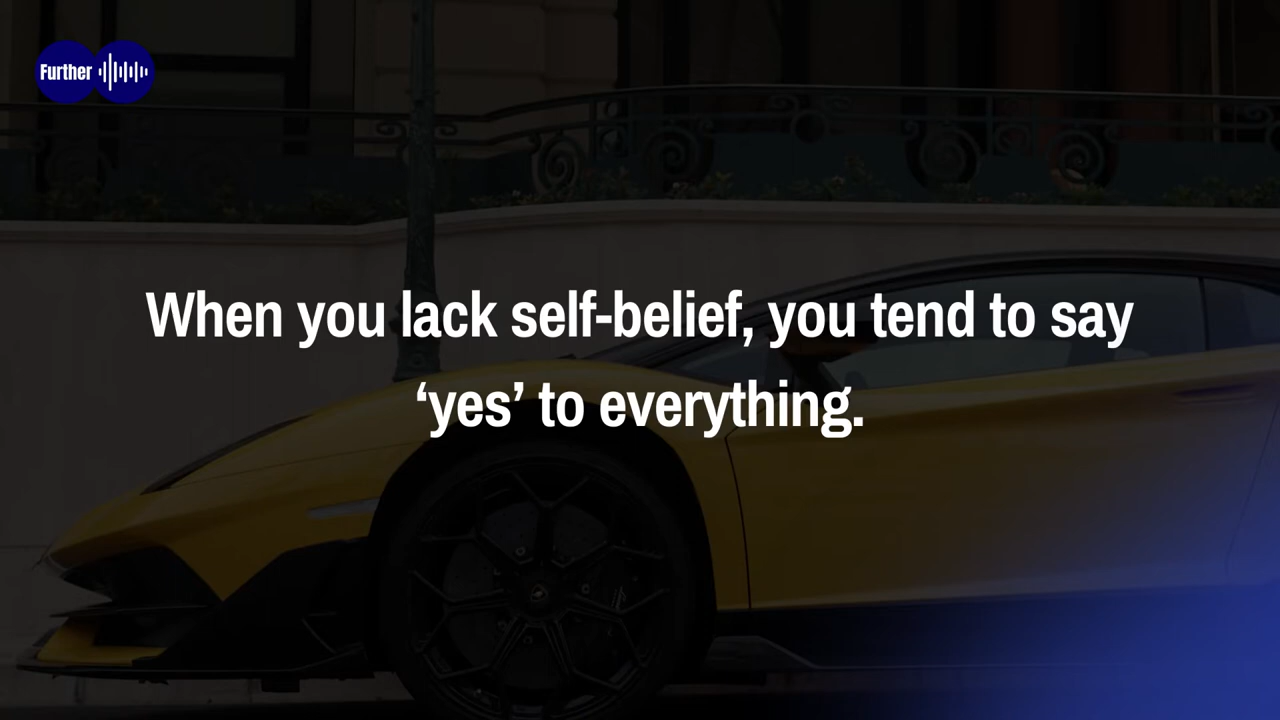 Further
When you lack self-belief, you tend to say
‘yes’ to everything.